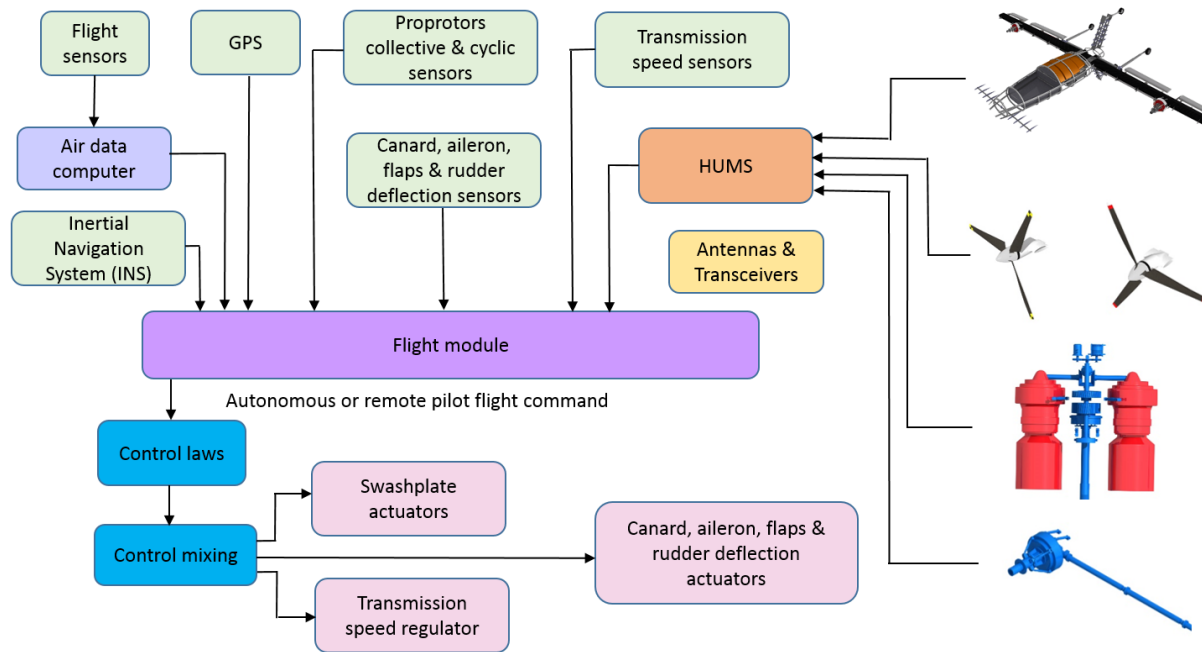 Flight
sensors
GPS
Proprotors
collective & cyclic
sensors
Transmission
speed sensors
Air data
computer
Canard, aileron,
flaps & rudder
deflection sensors
HUMS
Inertial
Navigation
System (INS)
Antennas &
Transceivers
Flight module
Autonomous or remote pilot flight command
Control laws
Swashplate
actuators
Control mixing
Canard, aileron, flaps &
rudder deflection
actuators
Transmission
speed regulator